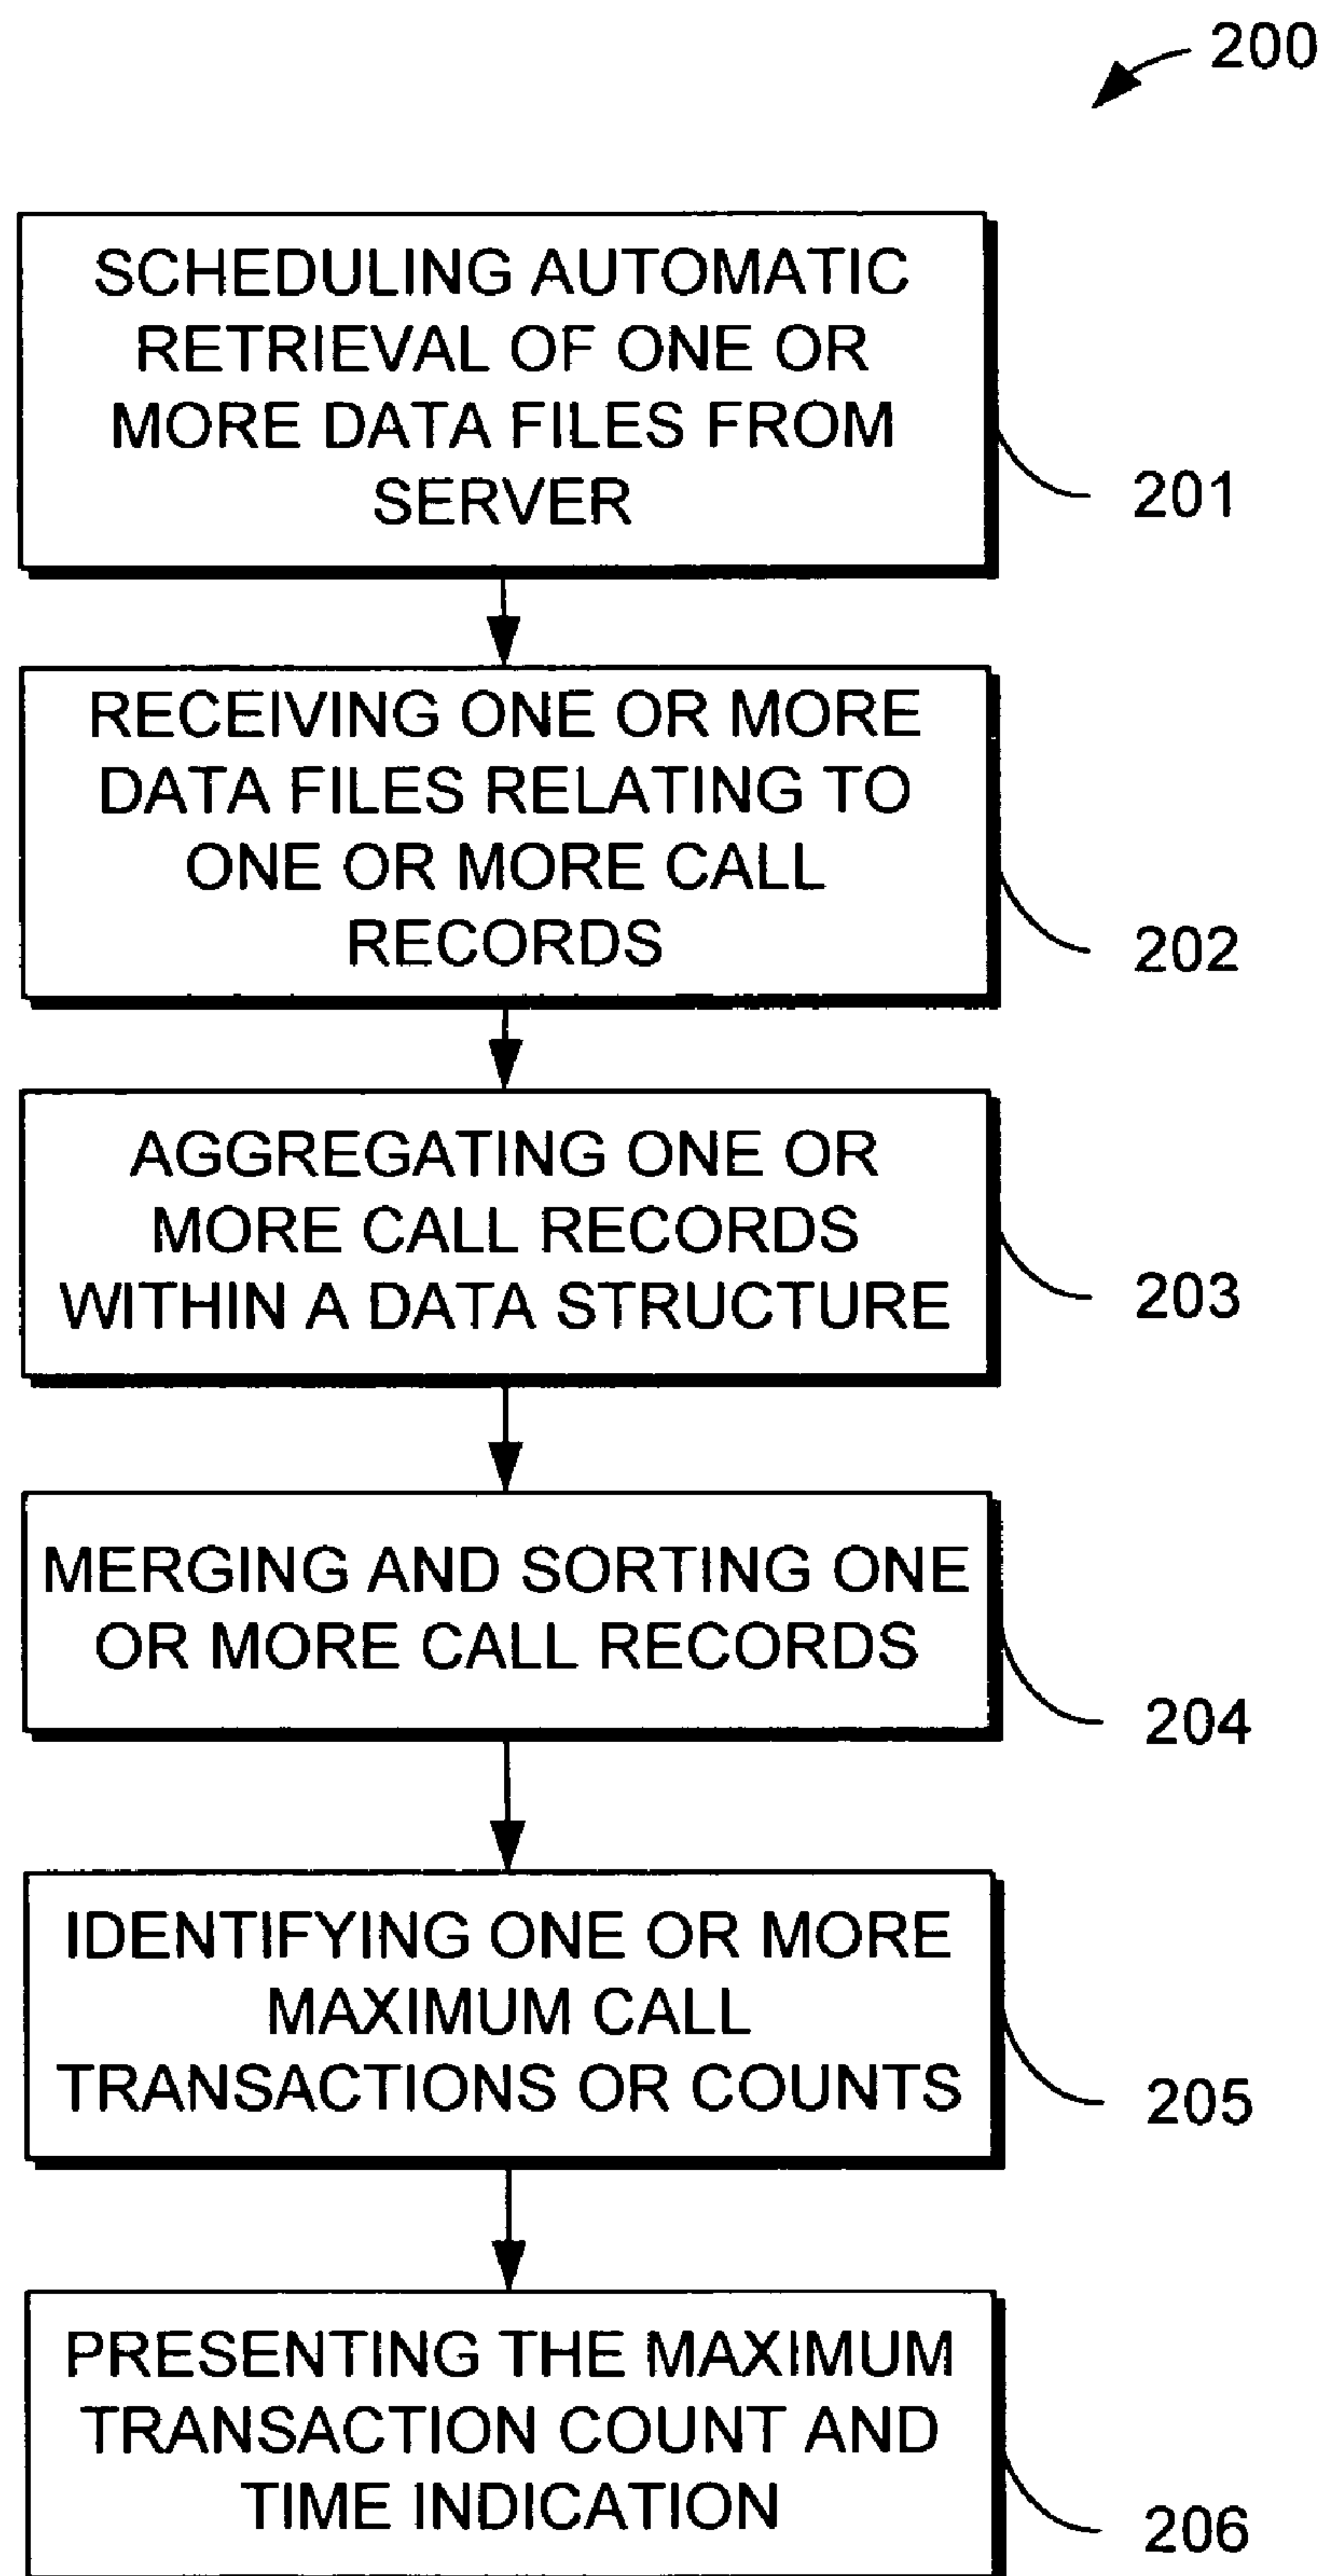 200
SCHEDULING AUTOMATIC
RETRIEVAL OF ONE OR
MORE DATA FILES FROM
SERVER
201
RECEIVING ONE OR MORE
DATA FILES RELATING TO
ONE OR MORE CALL
RECORDS
202
AGGREGATING ONE OR
MORE CALL RECORDS
WITHIN A DATA STRUCTURE
203
MERGING AND SORTING ONE
OR MORE CALL RECORDS
204
IDENTIFYING ONE OR MORE
MAXIMUM CALL
TRANSACTIONS OR COUNTS
205
PRESENTING THE MAXIMUM
TRANSACTION COUNT AND
TIME INDICATION
206